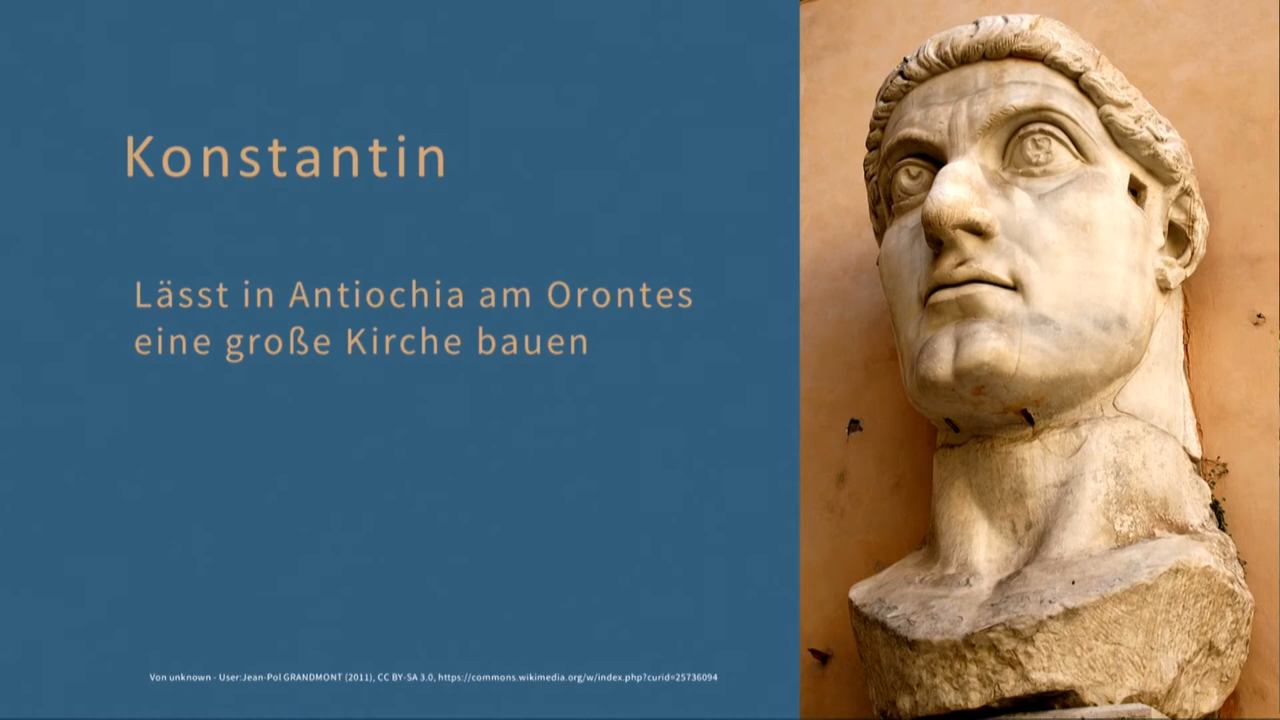 Konstantin
Lässt in Antiochia am Orontes
eine große Kirche bauen
Von unknown - User:Jean-Pol GRANDMONT (2011), CC BY-SA 3.0, https://commons.wikimedia.org/w/index.php?curid=25736094